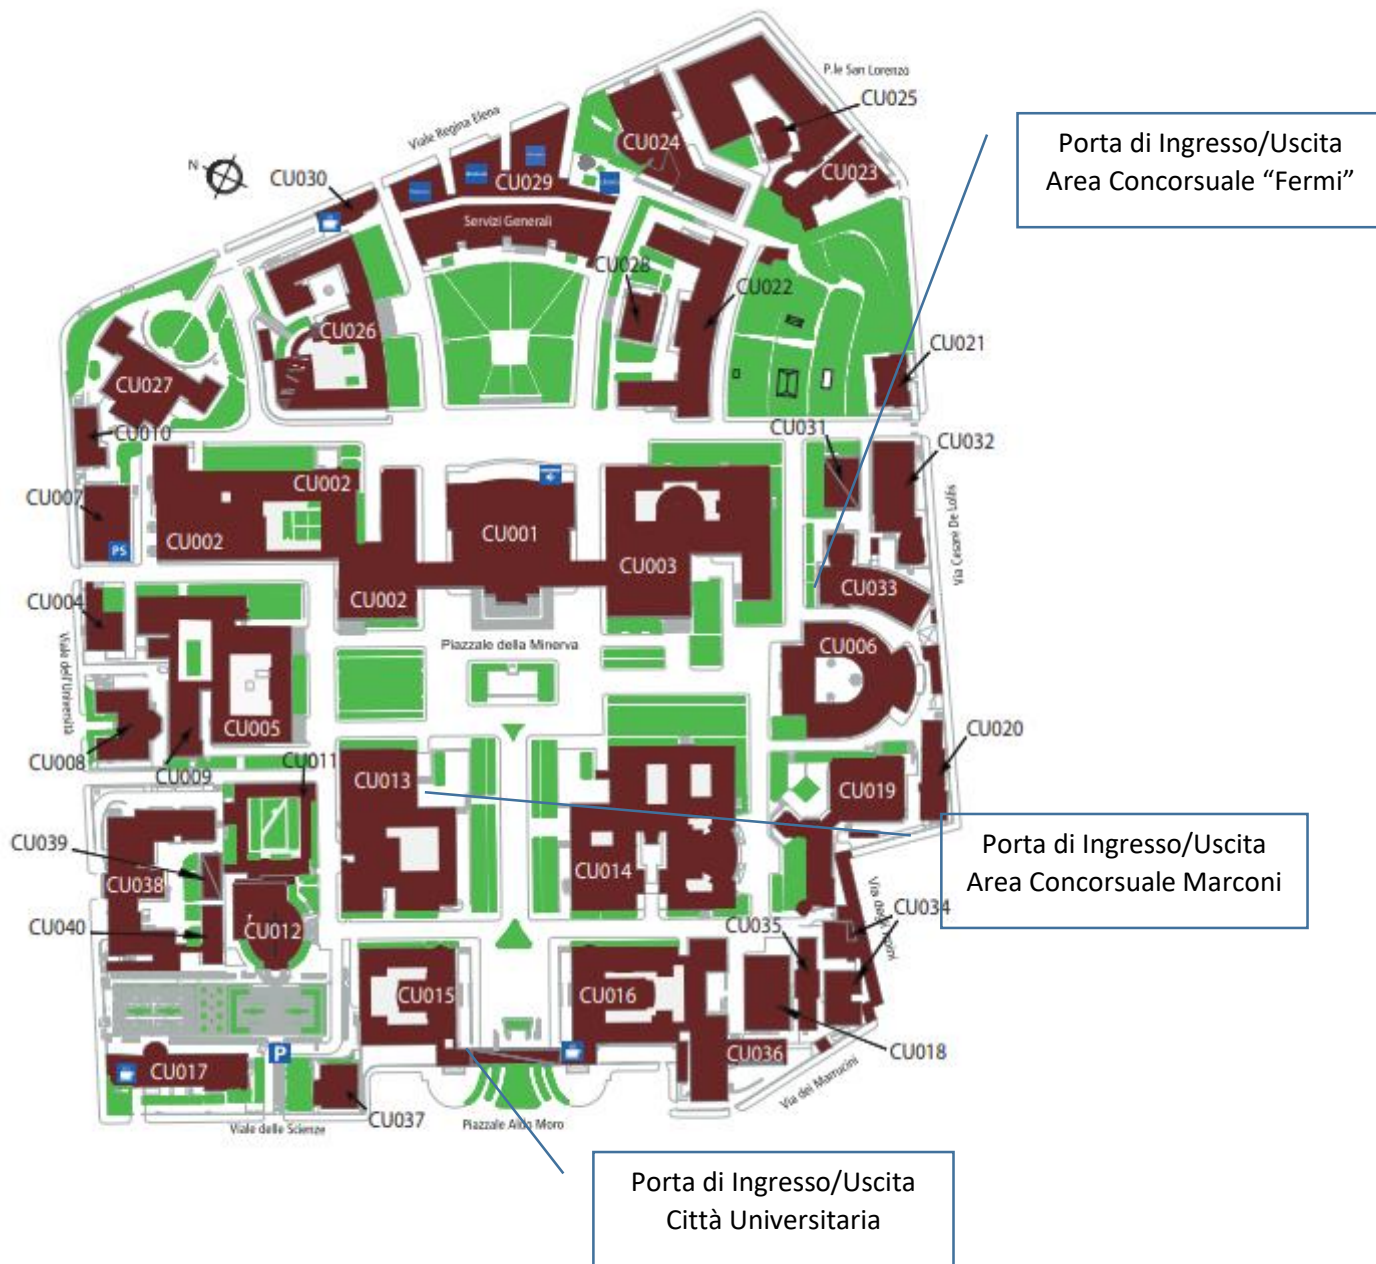 P.le San Lorenzo
CU025
Porta di Ingresso/Uscita
Area Concorsuale “Fermi”
Viale Regina Elena
CU024
N
CU030
CU029
CU023
Servizi Generali
CU028
CU022
CU026
CU021
CU027
CU010
CU031
CU032
CU007
CU002
CU002
CU001
CU003
PS
Via Cesare De Lollis
CU033
CU004
CU002
Piazzale della Minerva
CU006
Viale dell'Università
CU005
CU008
CU009
CU011
CU020
CU013
CU019
Porta di Ingresso/Uscita
Area Concorsuale Marconi
CU039
CU038
CU014
CU034
CU040
CU012
CU035
CU015
CU016
P
CU017
CU036
CU018
CU037
Via dei Marrucini
Viale delle Scienze
Piazzale Aldo Moro
Porta di Ingresso/Uscita
Città Universitaria